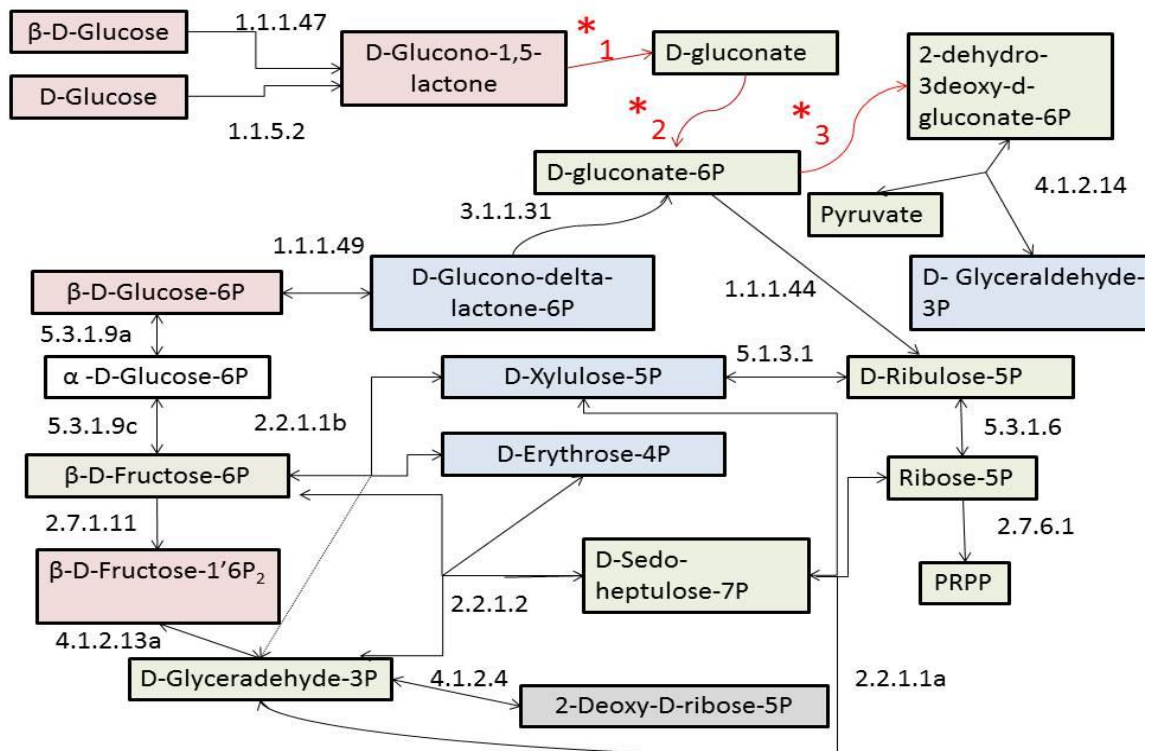 β-D-Glucose
1.1.1.47
D-Glucono-1,5-
lactone
*
1
D-gluconate
2-dehydro-
3deoxy-d-
gluconate-6P
D-Glucose
1.1.5.2
*
2
*
3
D-gluconate-6P
4.1.2.14
Pyruvate
3.1.1.31
1.1.1.49
β-D-Glucose-6P
D-Glucono-delta-
lactone-6P
1.1.1.44
D- Glyceraldehyde-
3P
5.3.1.9a
α -D-Glucose-6P
5.1.3.1
D-Xylulose-5P
D-Ribulose-5P
5.3.1.9c
2.2.1.1b
5.3.1.6
β-D-Fructose-6P
D-Erythrose-4P
Ribose-5P
2.7.1.11
2.7.6.1
β-D-Fructose-1’6P₂
D-Sedo-
heptulose-7P
PRPP
2.2.1.2
4.1.2.13a
D-Glyceradehyde-3P
4.1.2.4
2-Deoxy-D-ribose-5P
2.2.1.1a